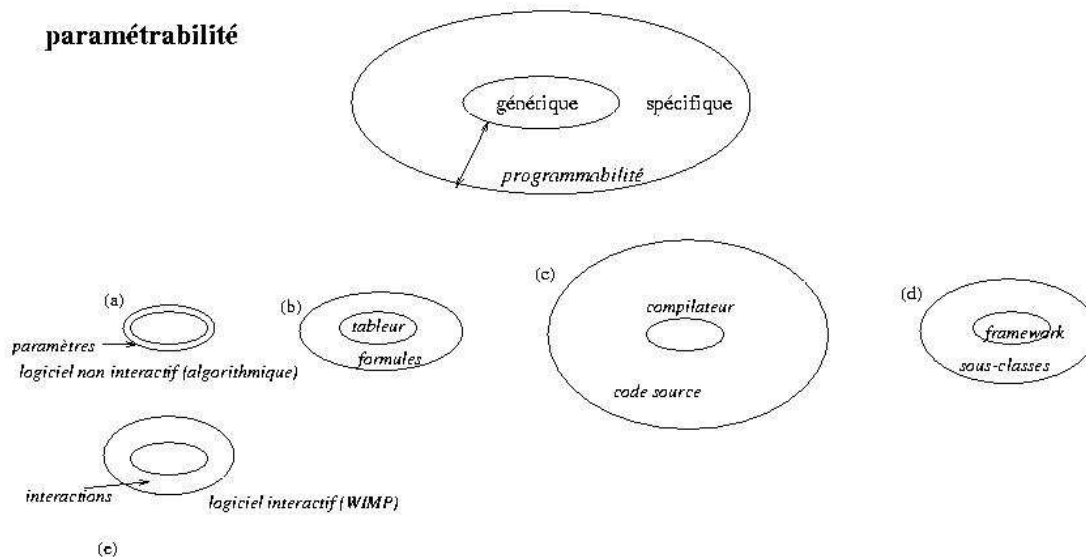 paramétrabilité
générique
spécifique
programmabilité
(a)
paramètres
logiciel non interactif (algorithmique)
(b)
tableur
formules
(c)
compilateur
code source
(d)
framework
sous-classes
interactions
logiciel interactif (WIMP)
(e)